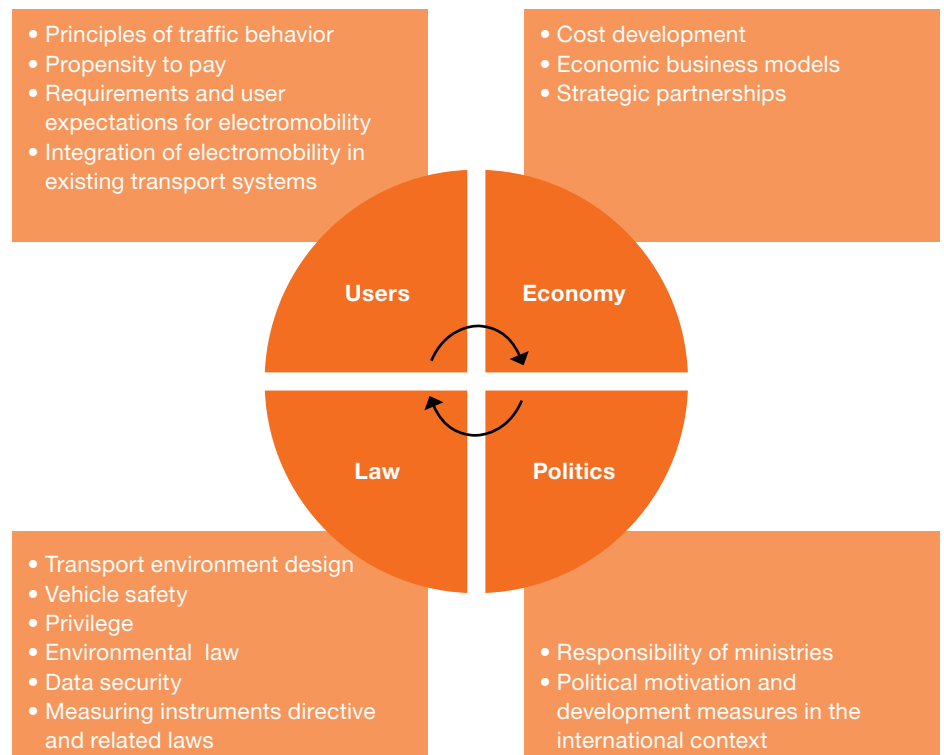 • Principles of traffic behavior
• Propensity to pay
• Requirements and user
expectations for electromobility
• Integration of electromobility in
existing transport systems
• Cost development
• Economic business models
• Strategic partnerships
Users
Economy
Law
Politics
• Transport environment design
• Vehicle safety
• Privilege
• Environmental law
• Data security
• Measuring instruments directive
and related laws
• Responsibility of ministries
• Political motivation and
development measures in the
international context